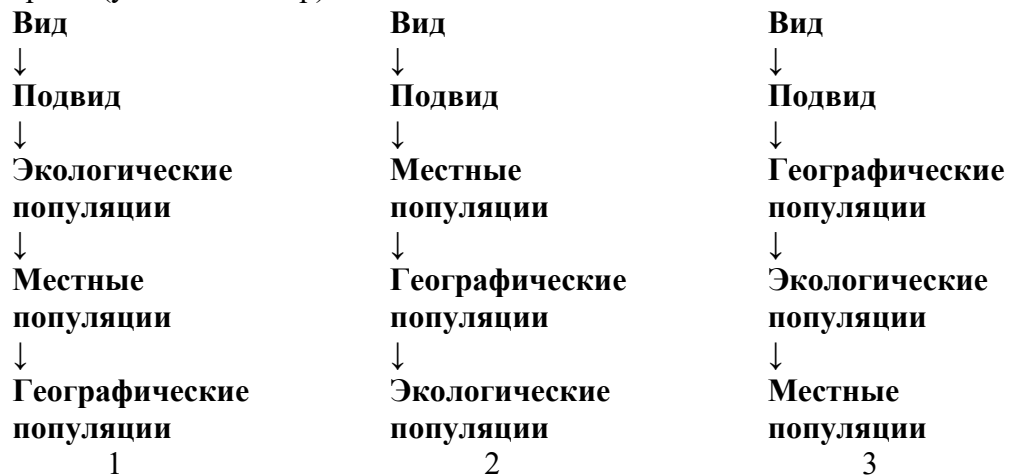 Вид Вид Вид
↓ ↓ ↓
Подвид Подвид Подвид
↓ ↓ ↓
Экологические Местные Географические
популяции популяции популяции
↓ ↓ ↓
Местные Географические Экологические
популяции популяции популяции
↓ ↓ ↓
Географические Экологические Местные
популяции популяции популяции
1 2 3